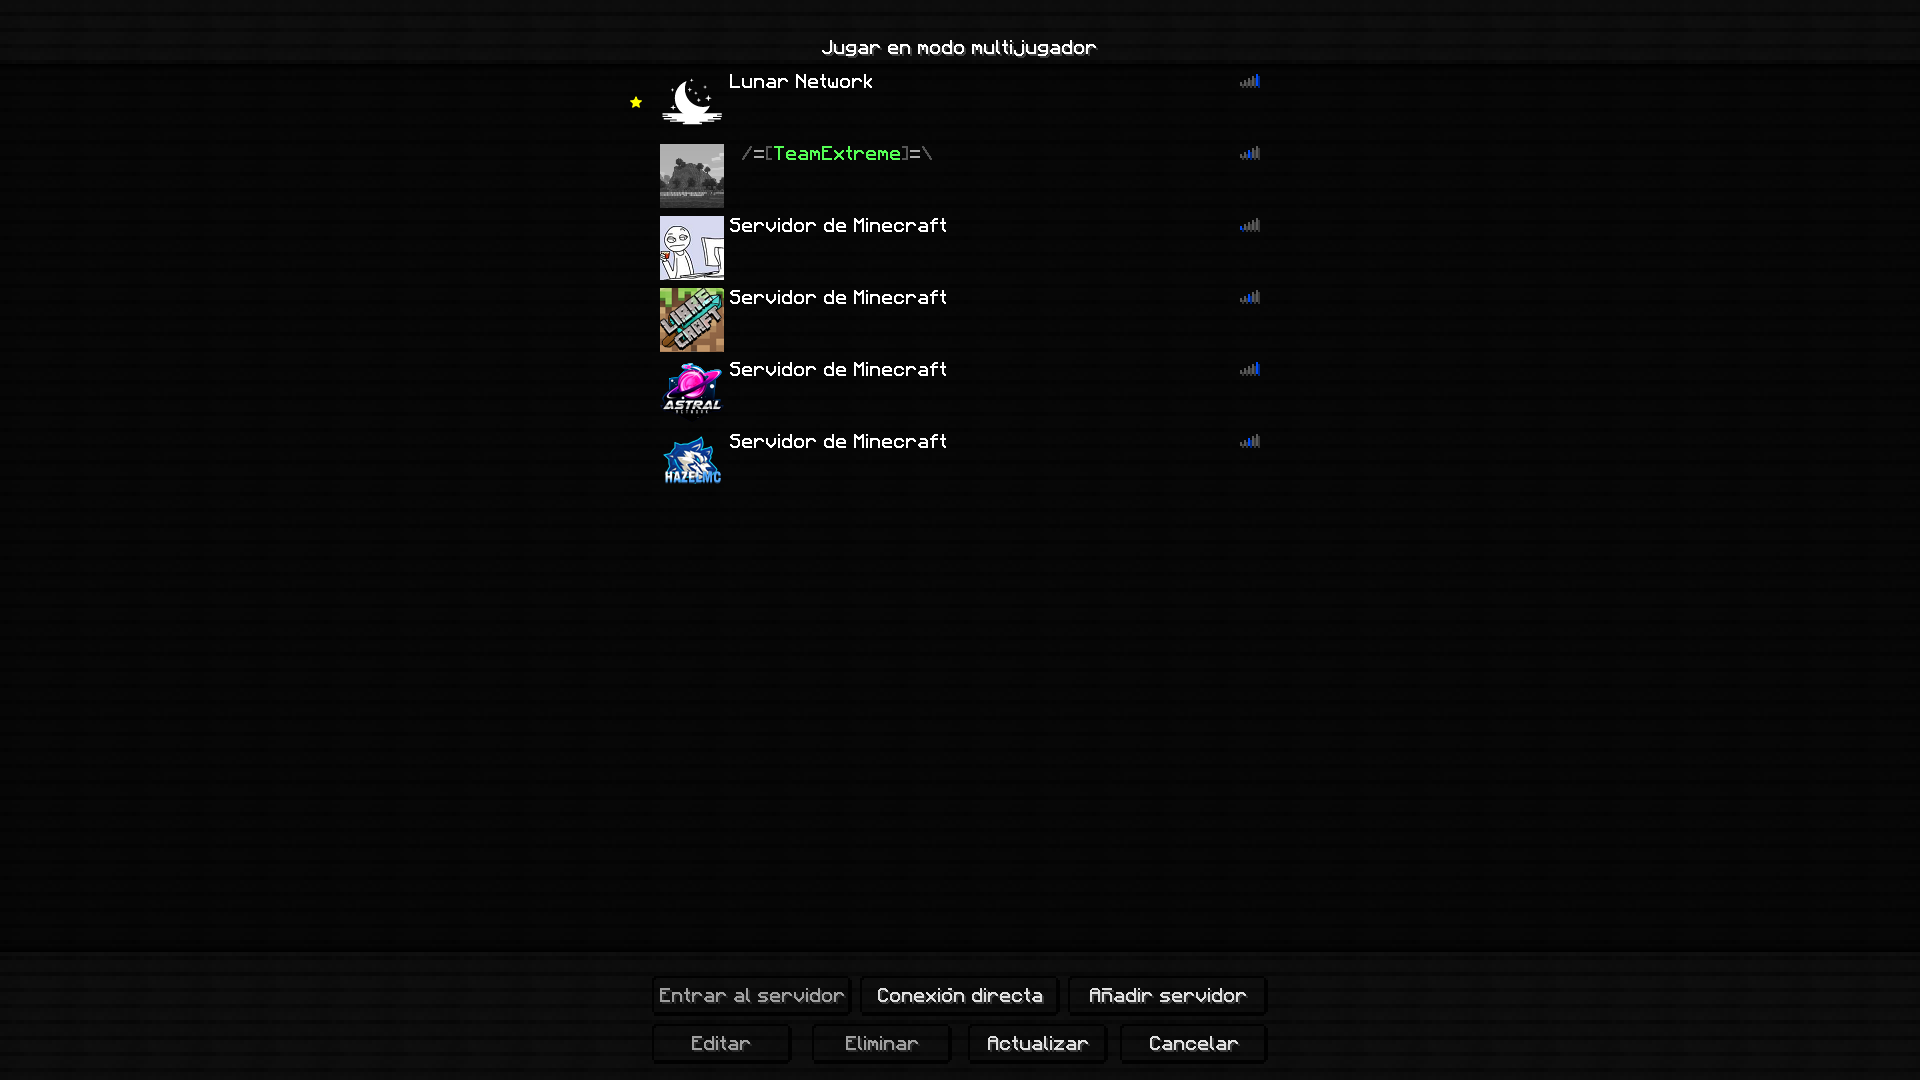 Jugar en modo multijugador
Lunar Network
/=[TeamExtreme]=\
Servidor de Minecraft
Servidor de Minecraft
LIBRE
CRAFT
Servidor de Minecraft
ASTRAL
NETWORK
Servidor de Minecraft
HAZELMC
Entrar al servidor
Conexión directa
Añadir servidor
Editar
Eliminar
Actualizar
Cancelar